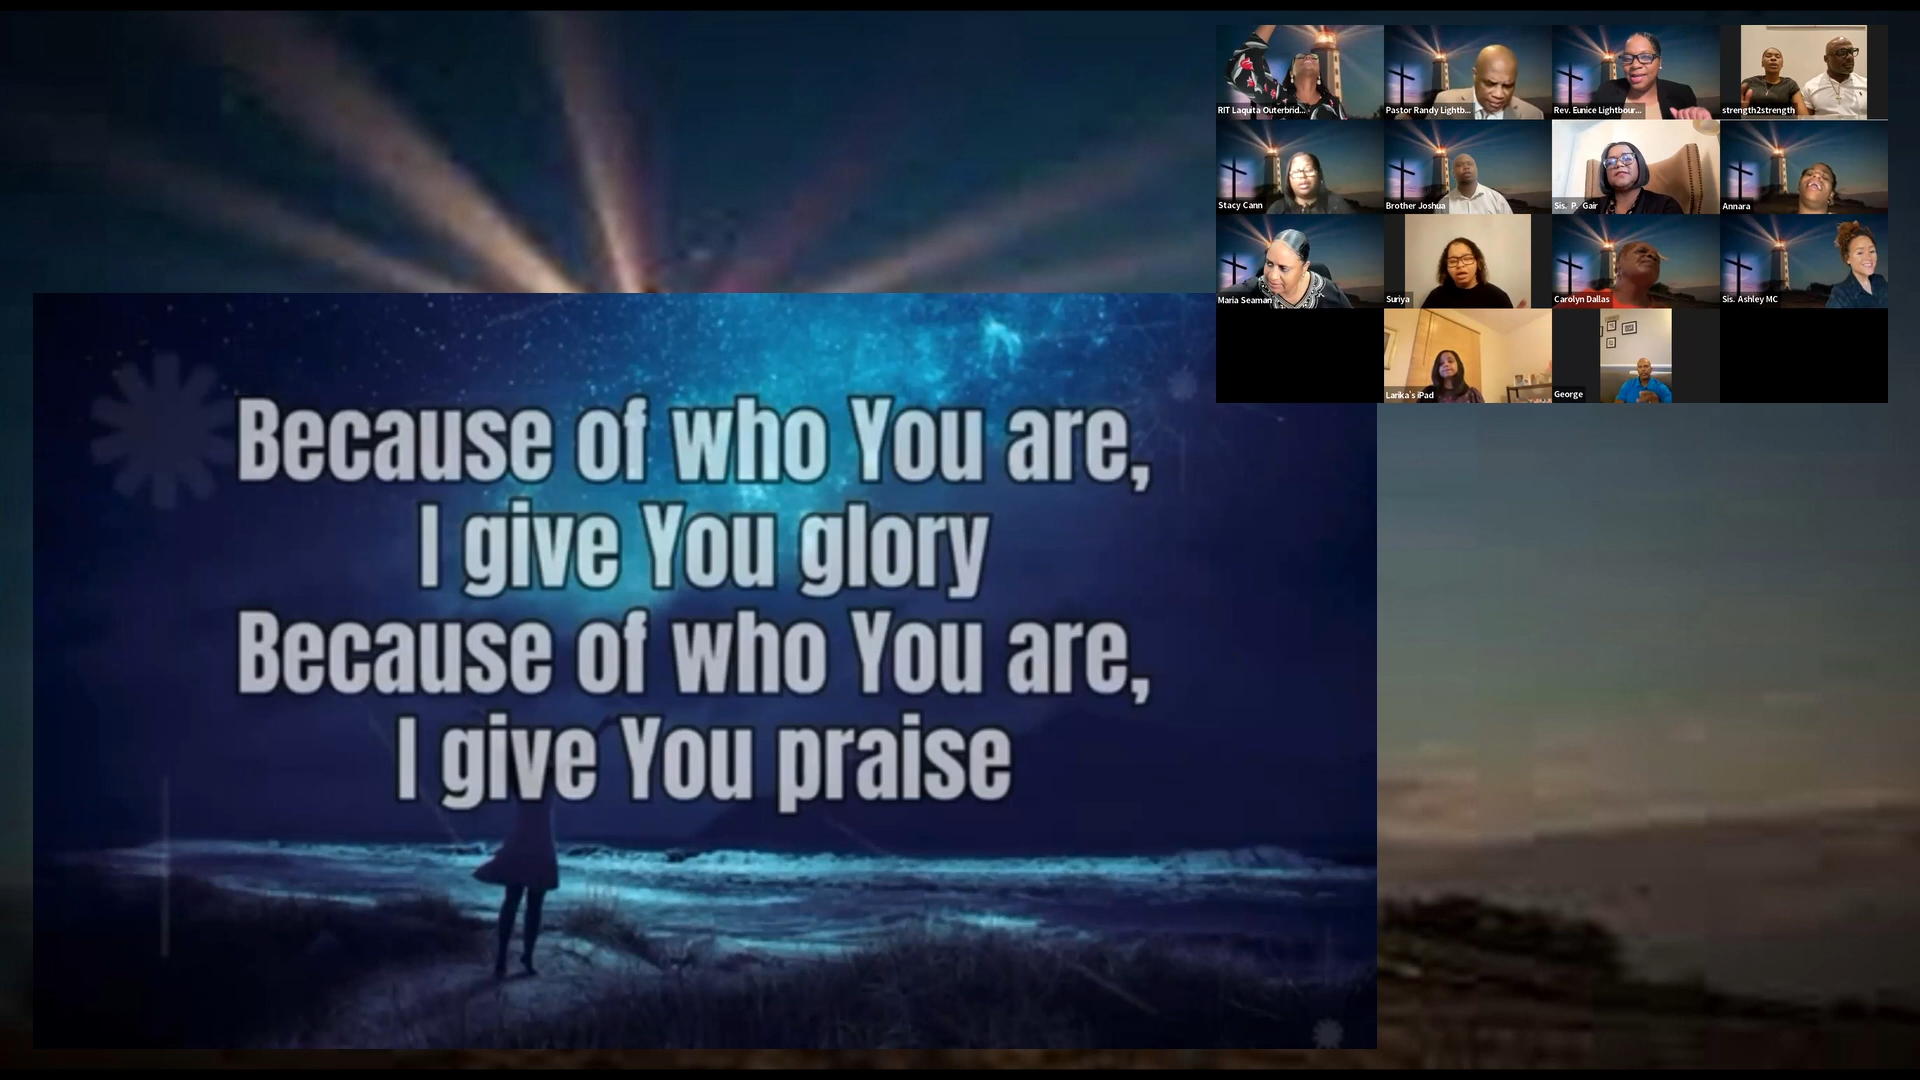 RIT Laquita Outerbrid...
Pastor Randy Lightb...
Rev. Eunice Lightbour...
strength2strength
Stacy Cann
Brother Joshua
Sis. P. Gair
Annara
Maria Seaman
Suriya
Carolyn Dallas
Sis. Ashley MC
Larika's iPad
George
Because of who You are,
I give You glory
Because of who You are,
I give You praise